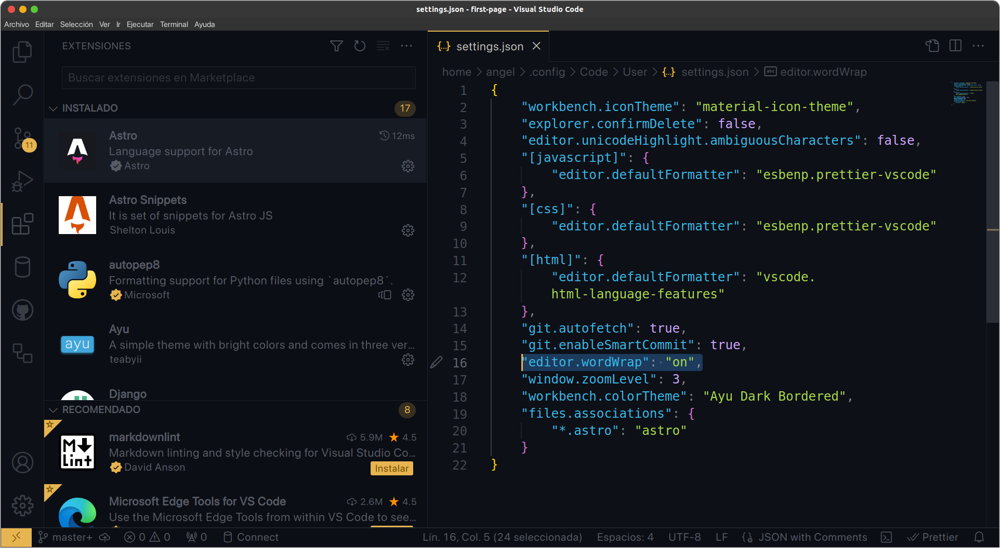 settings.json - first-page - Visual Studio Code
Archivo Editar Selección Ver Ir Ejecutar Terminal Ayuda
EXTENSIONES
Buscar extensiones en Marketplace
INSTALADO 17
11
Astro 12ms
Language support for Astro
Astro
Astro Snippets
It is set of snippets for Astro JS
Shelton Louis
autopep8
Formatting support for Python files using `autopep8`.
Microsoft
ayu
Ayu
A simple theme with bright colors and comes in three ver...
teabyii
Django
RECOMENDADO 8
M Lint
markdownlint 5.9M 4.5
Markdown linting and style checking for Visual Studio Co...
David Anson Instalar
Microsoft Edge Tools for VS Code 2.6M 4.5
Use the Microsoft Edge Tools from within VS Code to see...
{..} settings.json
home > angel > .config > Code > User > {..} settings.json > abc editor.wordWrap
1 {
2 "workbench.iconTheme": "material-icon-theme",
3 "explorer.confirmDelete": false,
4 "editor.unicodeHighlight.ambiguousCharacters": false,
5 "[javascript]": {
6 "editor.defaultFormatter": "esbenp.prettier-vscode"
7 },
8 "[css]": {
9 "editor.defaultFormatter": "esbenp.prettier-vscode"
10 },
11 "[html]": {
12 "editor.defaultFormatter": "vscode.
html-language-features"
13 },
14 "git.autofetch": true,
15 "git.enableSmartCommit": true,
16 "editor.wordWrap": "on",
17 "window.zoomLevel": 3,
18 "workbench.colorTheme": "Ayu Dark Bordered",
19 "files.associations": {
20 "*.astro": "astro"
21 }
22 }
master+ 0 0 0 Connect Lín. 16, Col. 5 (24 seleccionada) Espacios: 4 UTF-8 LF JSON with Comments Prettier